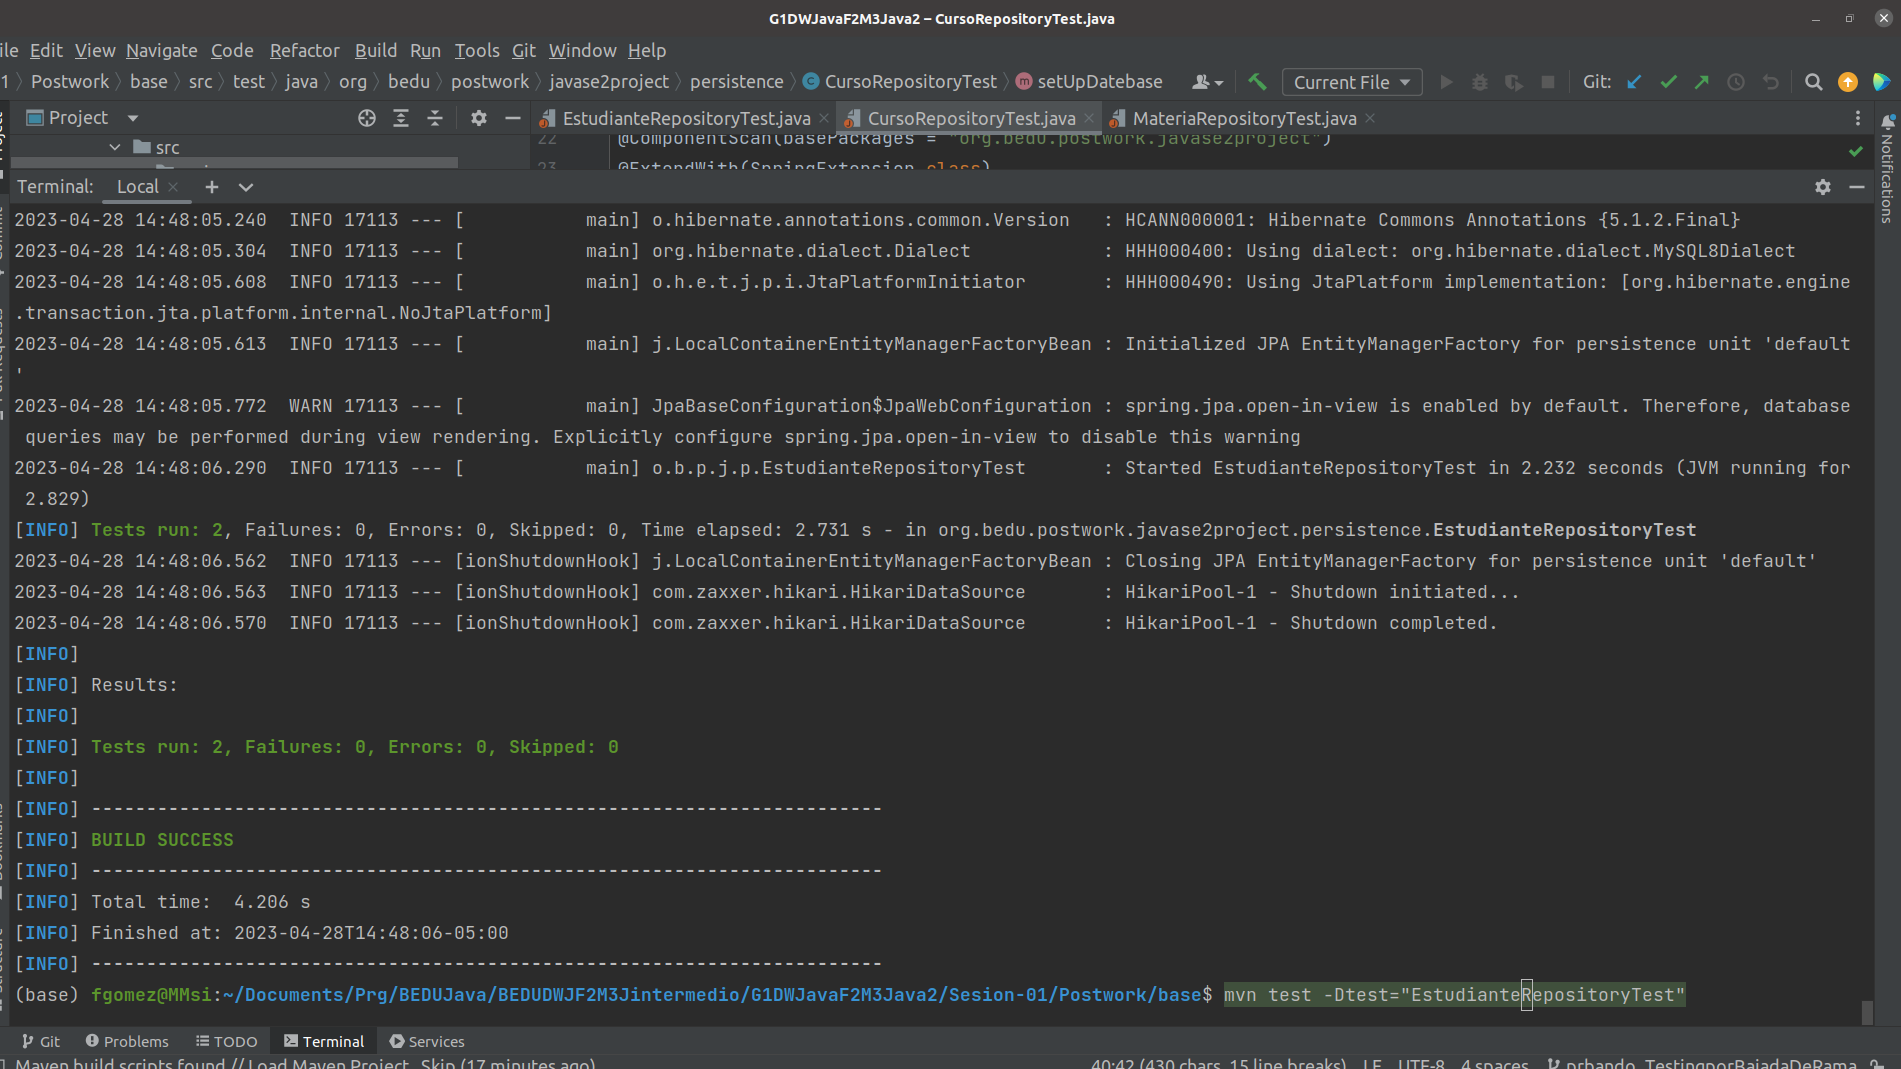 G1DWJavaF2M3Java2 – CursoRepositoryTest.java
ile Edit View Navigate Code Refactor Build Run Tools Git Window Help
1 Postwork base src test java org bedu postwork javase2project persistence CursoRepositoryTest setUpDatebase Current File Git:
Project EstudianteRepositoryTest.java CursoRepositoryTest.java MateriaRepositoryTest.java
22 @ComponentScan(basePackages = "org.bedu.postwork.javase2project")
src
23 @ExtendWith(SpringExtension.class)
Notifications
Terminal: Local
2023-04-28 14:48:05.240  INFO 17113 --- [           main] o.hibernate.annotations.common.Version   : HCANN000001: Hibernate Commons Annotations {5.1.2.Final}
2023-04-28 14:48:05.304  INFO 17113 --- [           main] org.hibernate.dialect.Dialect            : HHH000400: Using dialect: org.hibernate.dialect.MySQL8Dialect
2023-04-28 14:48:05.608  INFO 17113 --- [           main] o.h.e.t.j.p.i.JtaPlatformInitiator       : HHH000490: Using JtaPlatform implementation: [org.hibernate.engine
.transaction.jta.platform.internal.NoJtaPlatform]
2023-04-28 14:48:05.613  INFO 17113 --- [           main] j.LocalContainerEntityManagerFactoryBean : Initialized JPA EntityManagerFactory for persistence unit 'default
'
2023-04-28 14:48:05.772  WARN 17113 --- [           main] JpaBaseConfiguration$JpaWebConfiguration : spring.jpa.open-in-view is enabled by default. Therefore, database
 queries may be performed during view rendering. Explicitly configure spring.jpa.open-in-view to disable this warning
2023-04-28 14:48:06.290  INFO 17113 --- [           main] o.b.p.j.p.EstudianteRepositoryTest       : Started EstudianteRepositoryTest in 2.232 seconds (JVM running for
 2.829)
[INFO] Tests run: 2, Failures: 0, Errors: 0, Skipped: 0, Time elapsed: 2.731 s - in org.bedu.postwork.javase2project.persistence.EstudianteRepositoryTest
2023-04-28 14:48:06.562  INFO 17113 --- [ionShutdownHook] j.LocalContainerEntityManagerFactoryBean : Closing JPA EntityManagerFactory for persistence unit 'default'
2023-04-28 14:48:06.563  INFO 17113 --- [ionShutdownHook] com.zaxxer.hikari.HikariDataSource       : HikariPool-1 - Shutdown initiated...
2023-04-28 14:48:06.570  INFO 17113 --- [ionShutdownHook] com.zaxxer.hikari.HikariDataSource       : HikariPool-1 - Shutdown completed.
[INFO]
[INFO] Results:
[INFO]
[INFO] Tests run: 2, Failures: 0, Errors: 0, Skipped: 0
[INFO]
[INFO] ------------------------------------------------------------------------
[INFO] BUILD SUCCESS
[INFO] ------------------------------------------------------------------------
[INFO] Total time:  4.206 s
[INFO] Finished at: 2023-04-28T14:48:06-05:00
[INFO] ------------------------------------------------------------------------
(base) fgomez@MMsi:~/Documents/Prg/BEDUJava/BEDUDWJF2M3Jintermedio/G1DWJavaF2M3Java2/Sesion-01/Postwork/base$ mvn test -Dtest="EstudianteRepositoryTest"
Git Problems TODO Terminal Services
Maven build scripts found // Load Maven Project Skip (17 minutes ago) 40:42 (430 chars, 15 line breaks) LF UTF-8 4 spaces prbando_TestingporBajadaDeRama